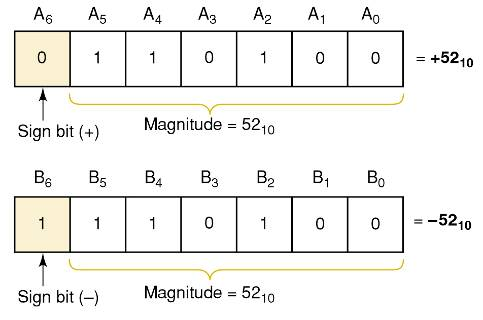 A₆ A₅ A₄ A₃ A₂ A₁ A₀
0 1 1 0 1 0 0 = +52₁₀
Sign bit (+) Magnitude = 52₁₀
B₆ B₅ B₄ B₃ B₂ B₁ B₀
1 1 1 0 1 0 0 = −52₁₀
Sign bit (−) Magnitude = 52₁₀